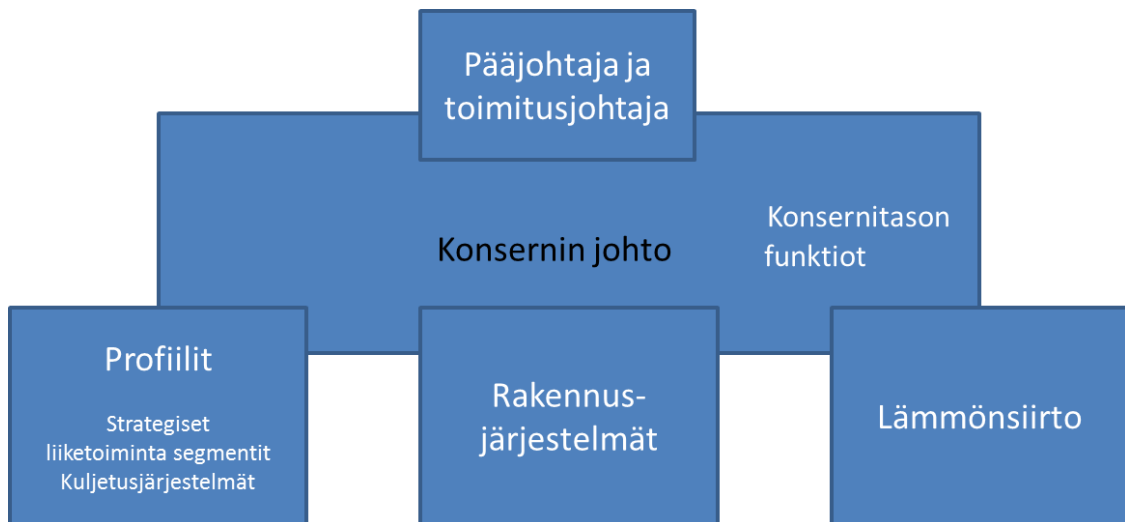 Pääjohtaja ja
toimitusjohtaja
Konsernin johto
Konsernitason
funktiot
Profiilit
Strategiset
liiketoiminta segmentit
Kuljetusjärjestelmät
Rakennus-
järjestelmät
Lämmönsiirto